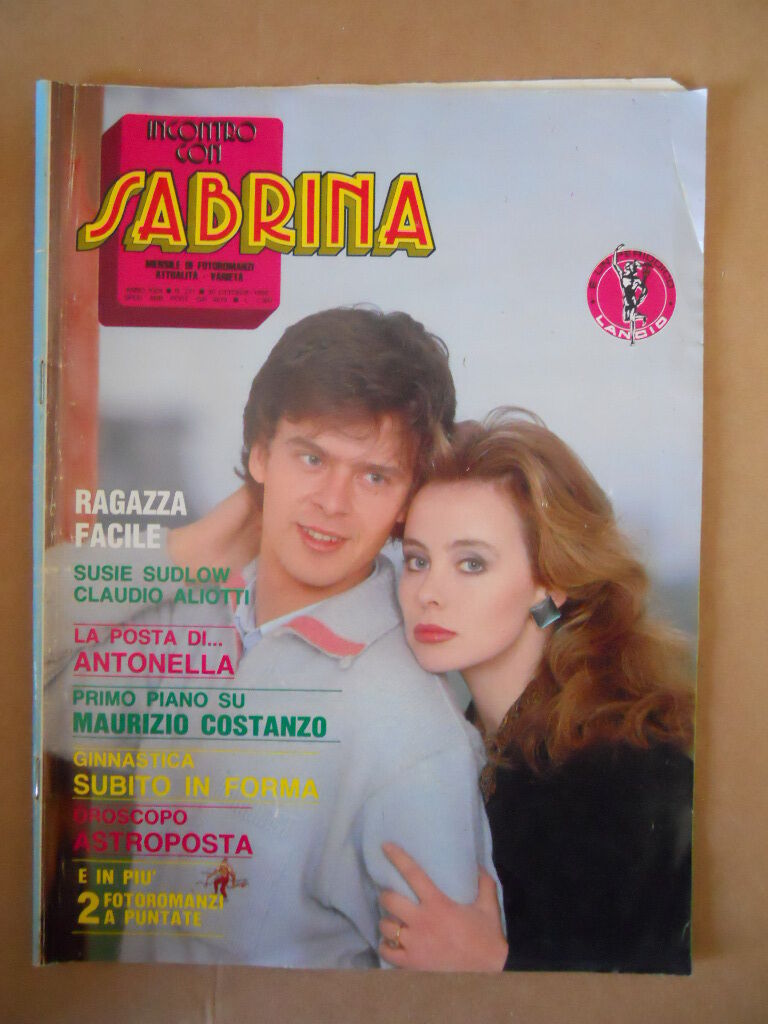 INCONTRO
CON
SABRINA
MENSILE DI FOTOROMANZI
ATTUALITÀ - VARIETÀ
LANCIO
RAGAZZA
FACILE
SUSIE SUDLOW
CLAUDIO ALIOTTI
LA POSTA DI...
ANTONELLA
PRIMO PIANO SU
MAURIZIO COSTANZO
GINNASTICA
SUBITO IN FORMA
OROSCOPO
ASTROPOSTA
E IN PIU'
2 FOTOROMANZI
A PUNTATE